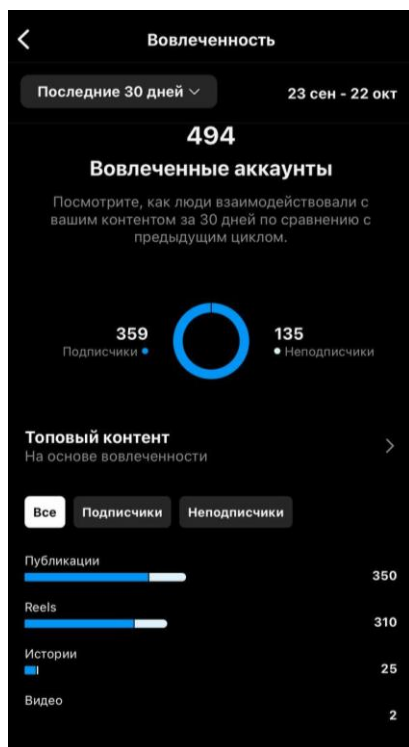 Вовлеченность
Последние 30 дней
23 сен - 22 окт
494
Вовлеченные аккаунты
Посмотрите, как люди взаимодействовали с
вашим контентом за 30 дней по сравнению с
предыдущим циклом.
359
Подписчики
135
Неподписчики
Топовый контент
На основе вовлеченности
Все
Подписчики
Неподписчики
Публикации
350
Reels
310
Истории
25
Видео
2